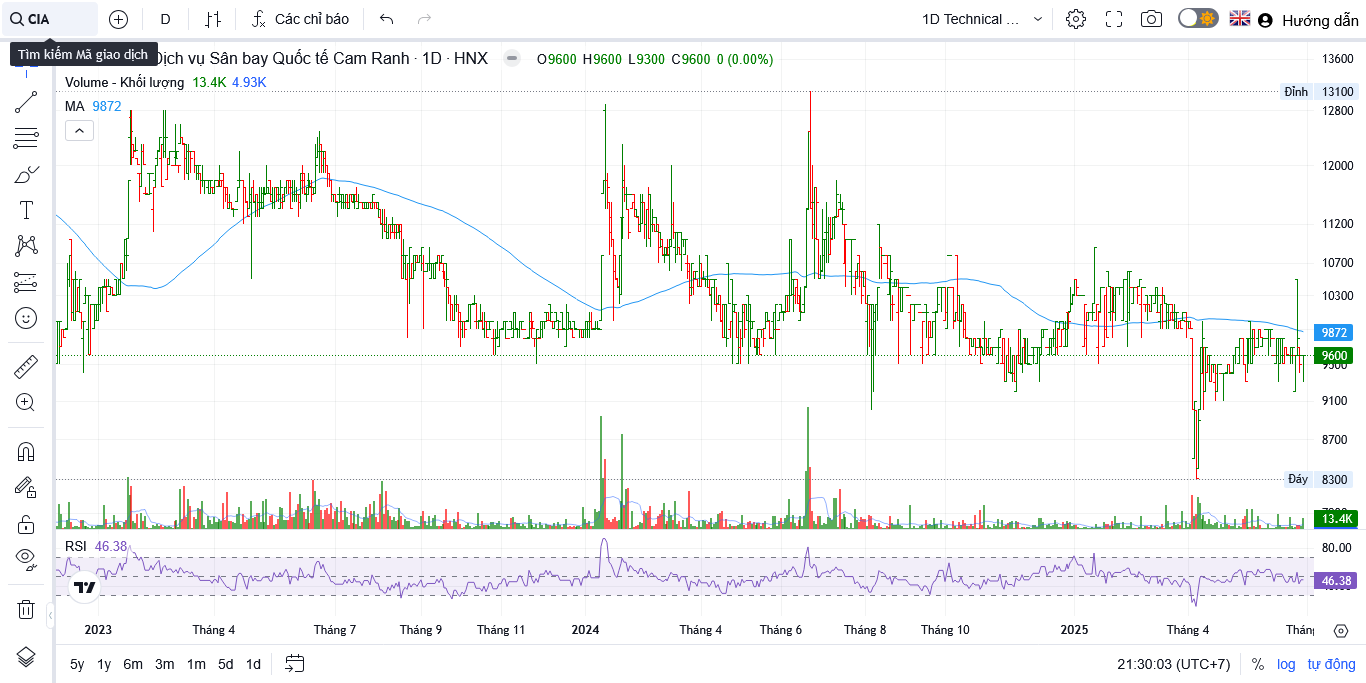 CIA
D
Các chỉ báo
1D Technical ...
Hướng dẫn
Tìm kiếm Mã giao dịch
Dịch vụ Sân bay Quốc tế Cam Ranh · 1D · HNX
O9600 H9600 L9300 C9600 0 (0.00%)
Volume - Khối lượng 13.4K 4.93K
MA 9872
13600
Đỉnh 13100
12800
12000
11200
10700
10300
9872
9600
9500
9100
8700
Đáy 8300
13.4K
RSI 46.38
80.00
46.38
2023 Tháng 4 Tháng 7 Tháng 9 Tháng 11 2024 Tháng 4 Tháng 6 Tháng 8 Tháng 10 2025 Tháng 4 Thán
5y 1y 6m 3m 1m 5d 1d
21:30:03 (UTC+7) % log tự động